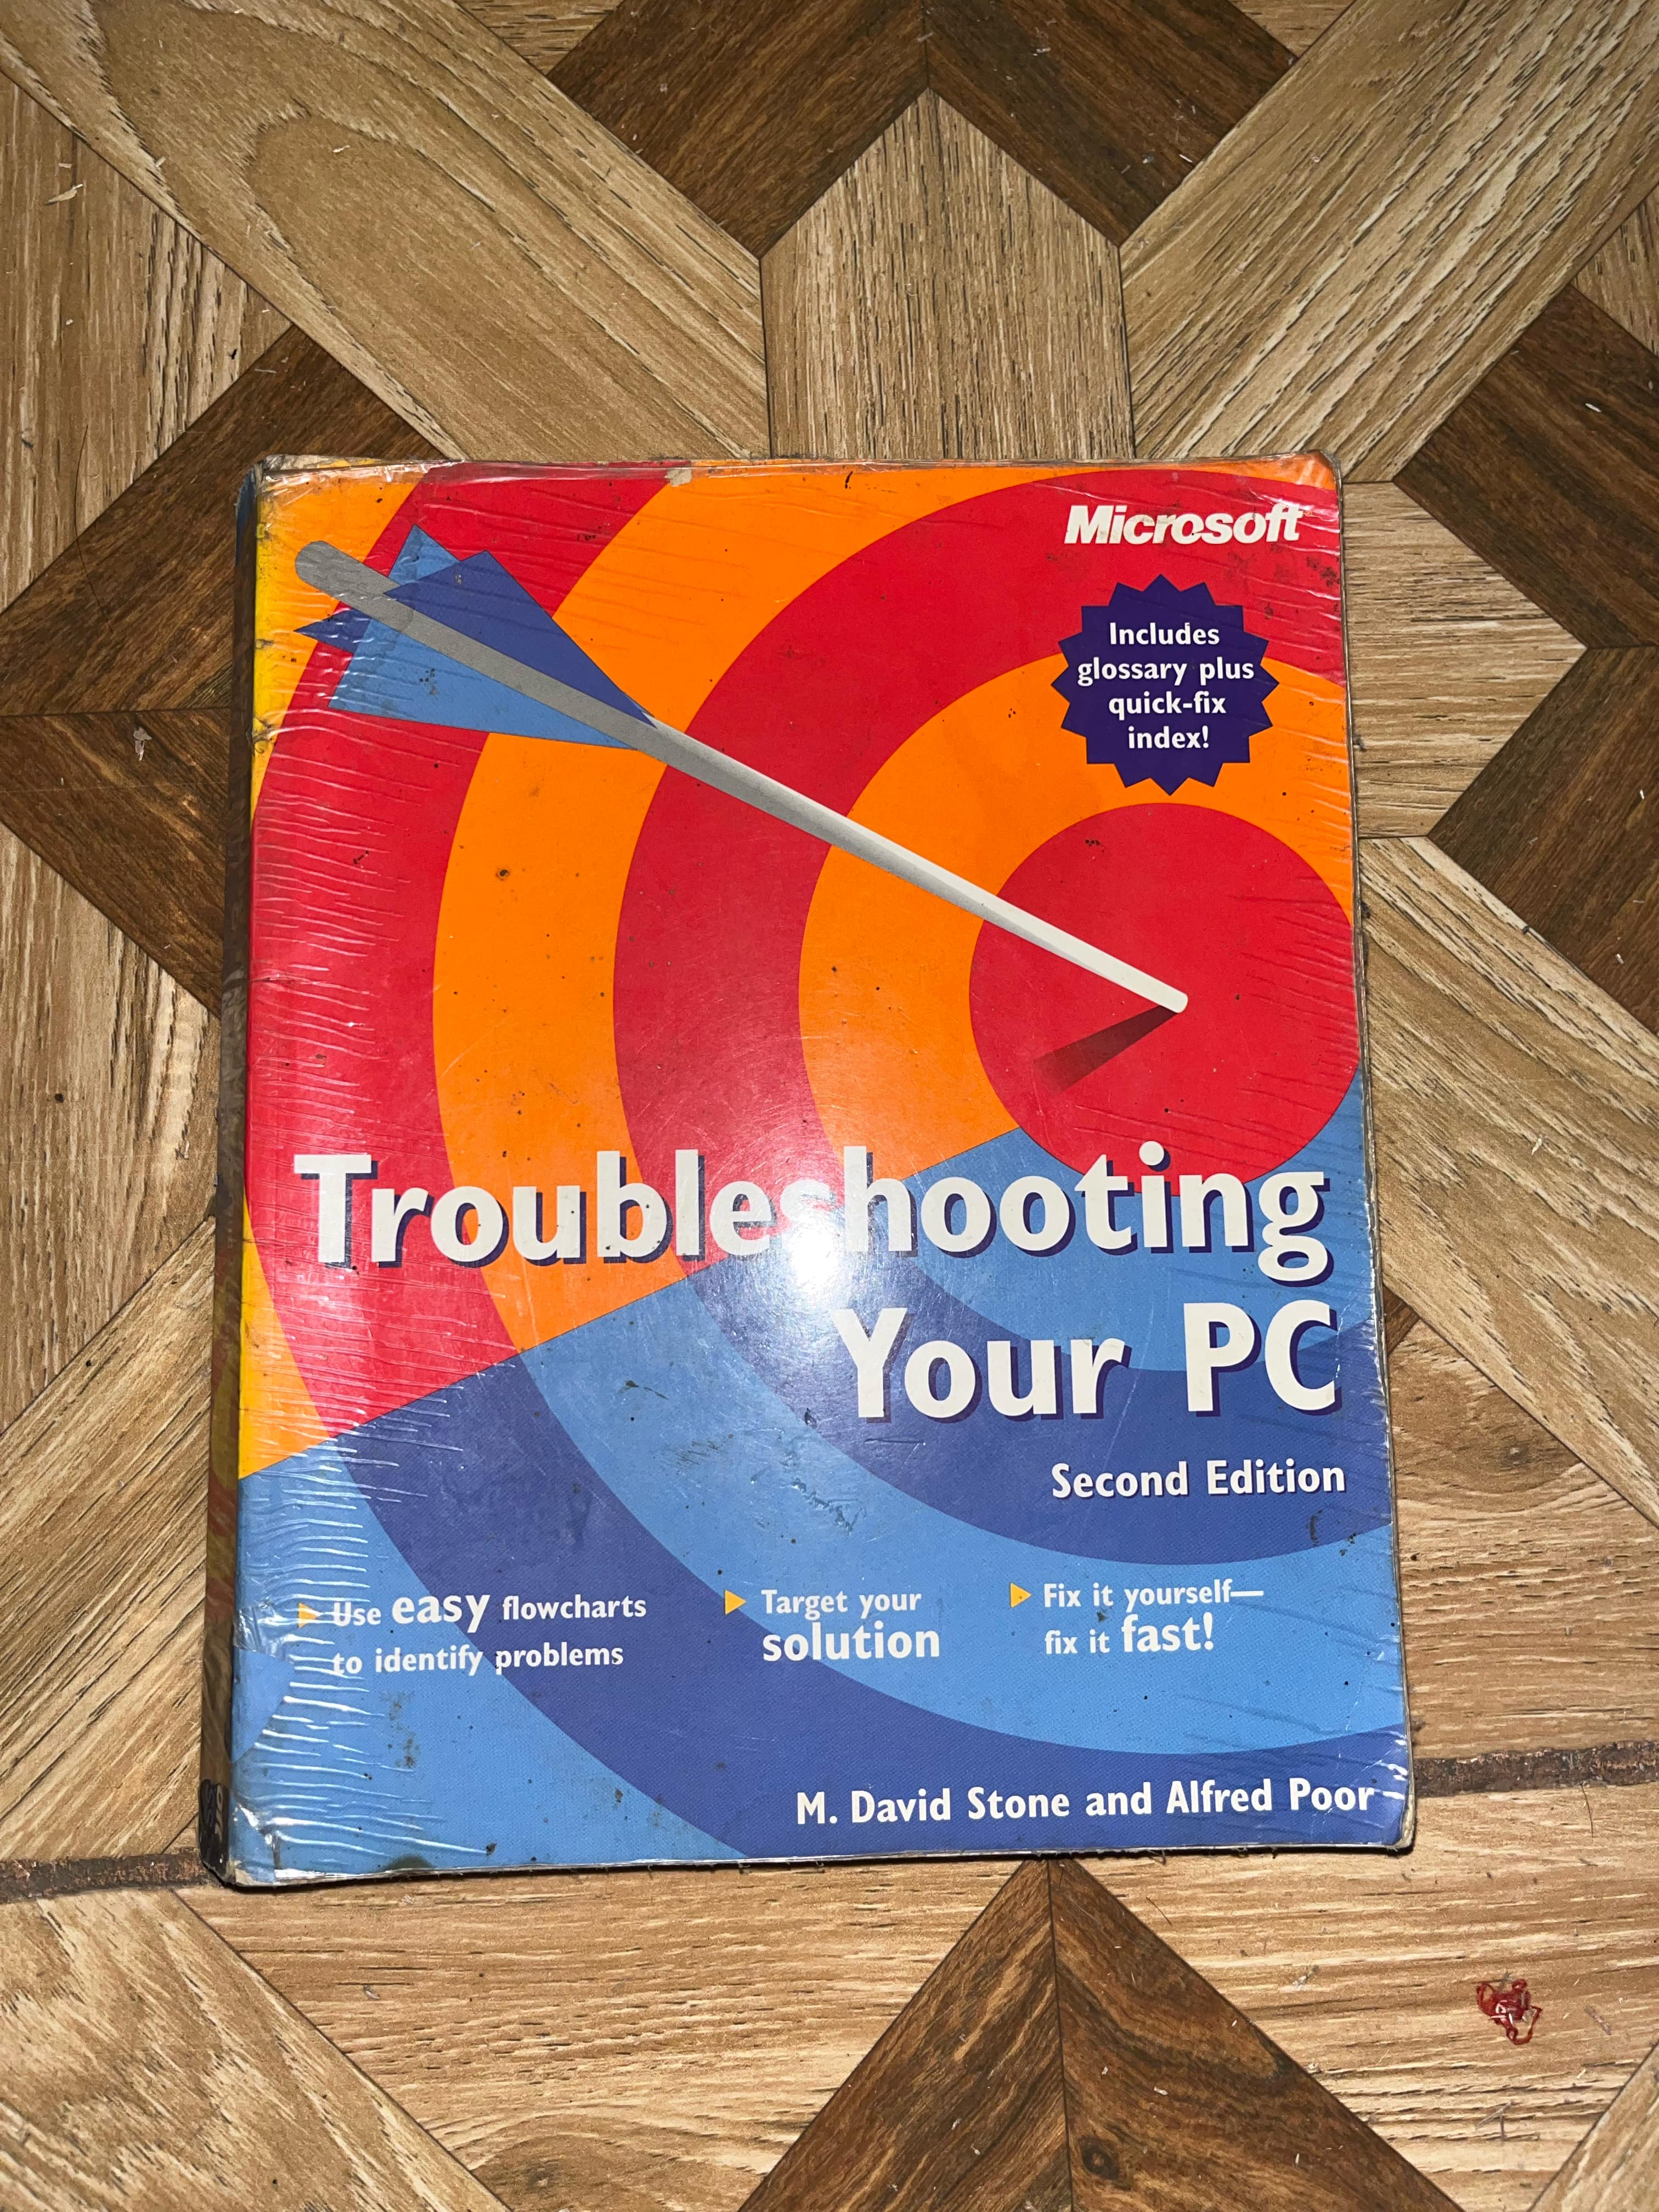 Microsoft
Includes
glossary plus
quick-fix
index!
Troubleshooting
Your PC
Second Edition
Use easy flowcharts
to identify problems
Target your
solution
Fix it yourself—
fix it fast!
M. David Stone and Alfred Poor